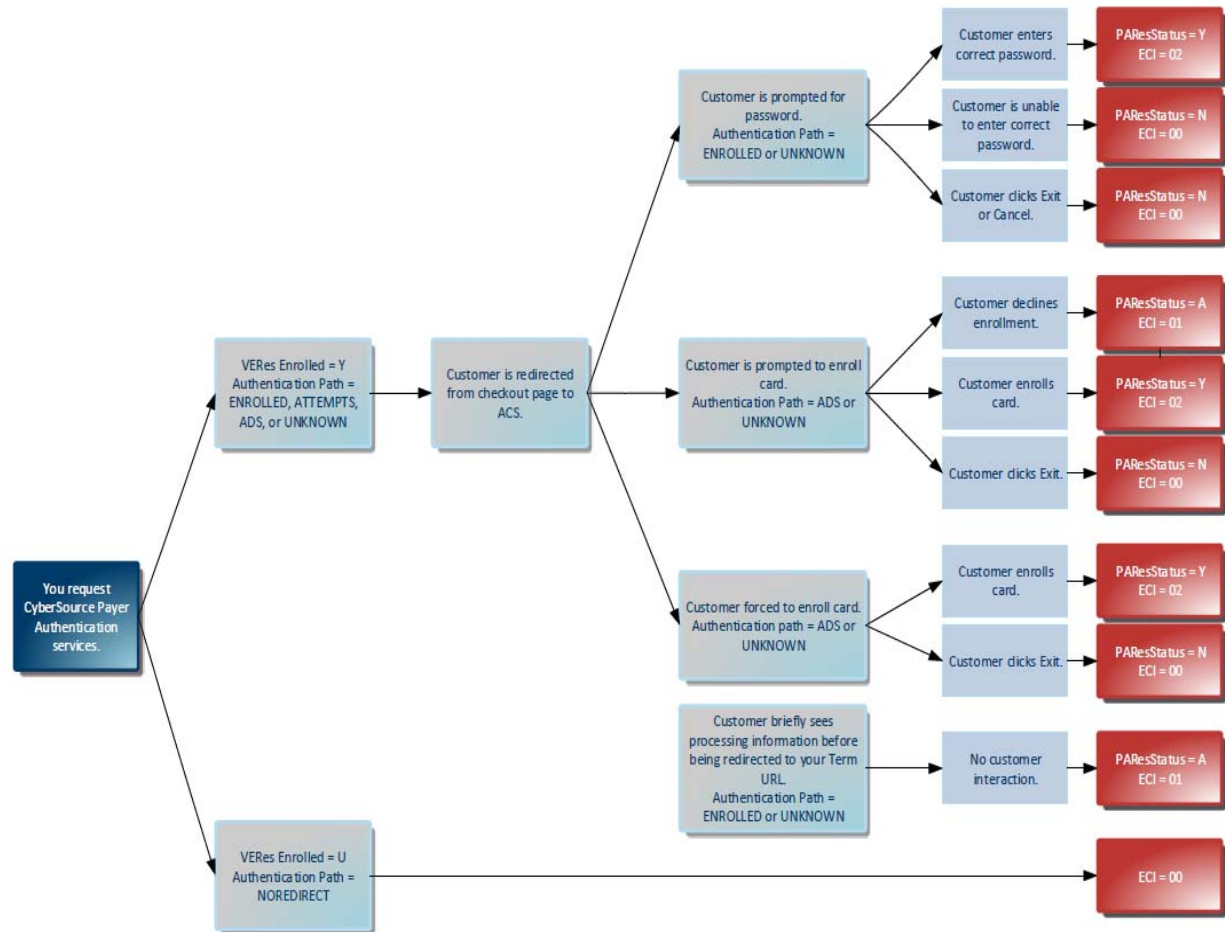 Customer enters
correct password.
PAResStatus = Y
ECI = 02
Customer is prompted for
password.
Authentication Path =
ENROLLED or UNKNOWN
Customer is unable
to enter correct
password.
PAResStatus = N
ECI = 00
Customer clicks Exit
or Cancel.
PAResStatus = N
ECI = 00
Customer declines
enrollment.
PAResStatus = A
ECI = 01
VERes Enrolled = Y
Authentication Path =
ENROLLED, ATTEMPTS,
ADS, or UNKNOWN
Customer is redirected
from checkout page to
ACS.
Customer is prompted to enroll
card.
Authentication Path = ADS or
UNKNOWN
Customer enrolls
card.
PAResStatus = Y
ECI = 02
Customer clicks Exit.
PAResStatus = N
ECI = 00
You request
CyberSource Payer
Authentication
services.
Customer forced to enroll card.
Authentication path = ADS or
UNKNOWN
Customer enrolls
card.
PAResStatus = Y
ECI = 02
Customer clicks Exit.
PAResStatus = N
ECI = 00
Customer briefly sees
processing information before
being redirected to your Term
URL.
Authentication Path =
ENROLLED or UNKNOWN
No customer
interaction.
PAResStatus = A
ECI = 01
VERes Enrolled = U
Authentication Path =
NOREDIRECT
ECI = 00